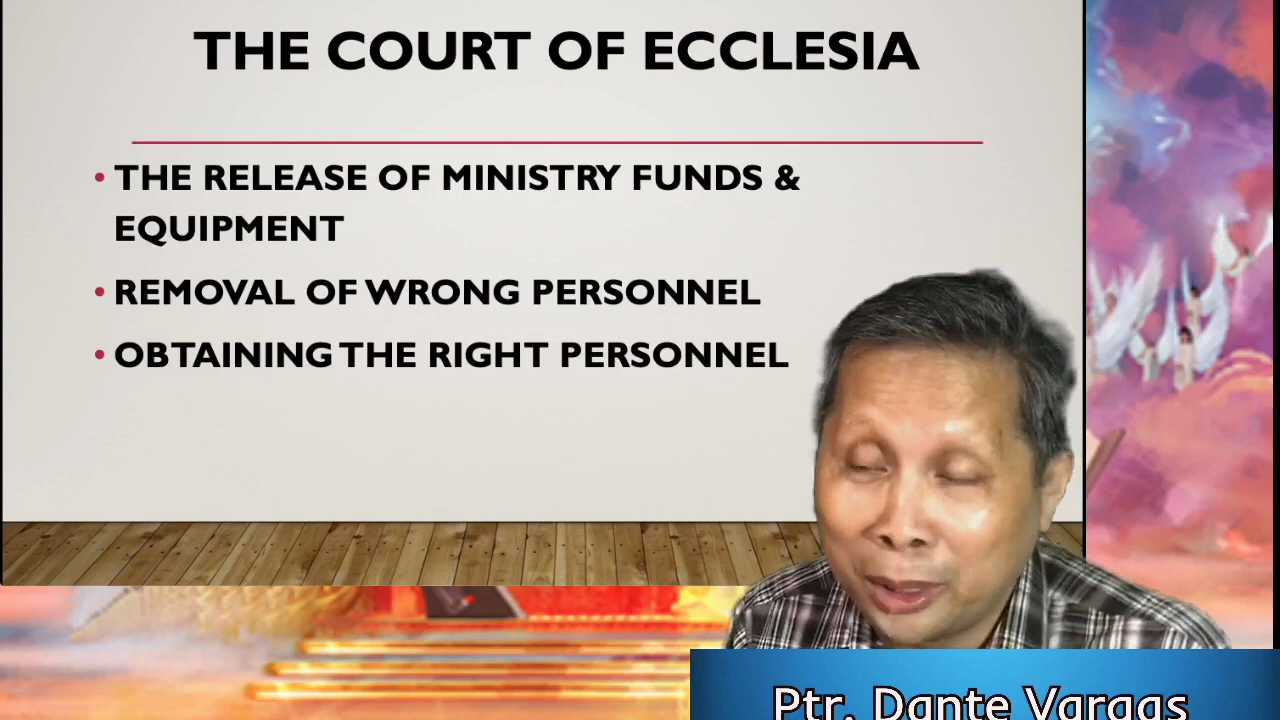 THE COURT OF ECCLESIA
• THE RELEASE OF MINISTRY FUNDS &
EQUIPMENT
• REMOVAL OF WRONG PERSONNEL
• OBTAINING THE RIGHT PERSONNEL
Ptr. Dante Vargas